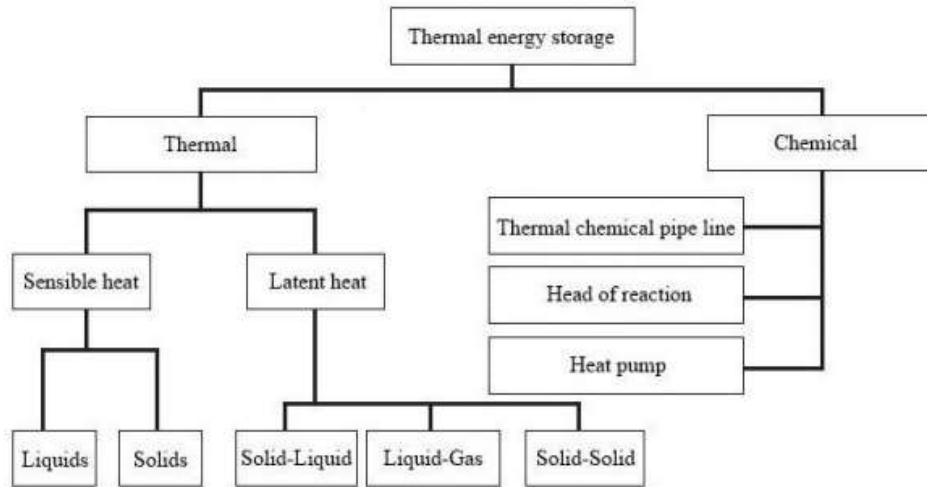 Thermal energy storage
Thermal
Chemical
Thermal chemical pipe line
Sensible heat
Latent heat
Head of reaction
Heat pump
Liquids
Solids
Solid-Liquid
Liquid-Gas
Solid-Solid